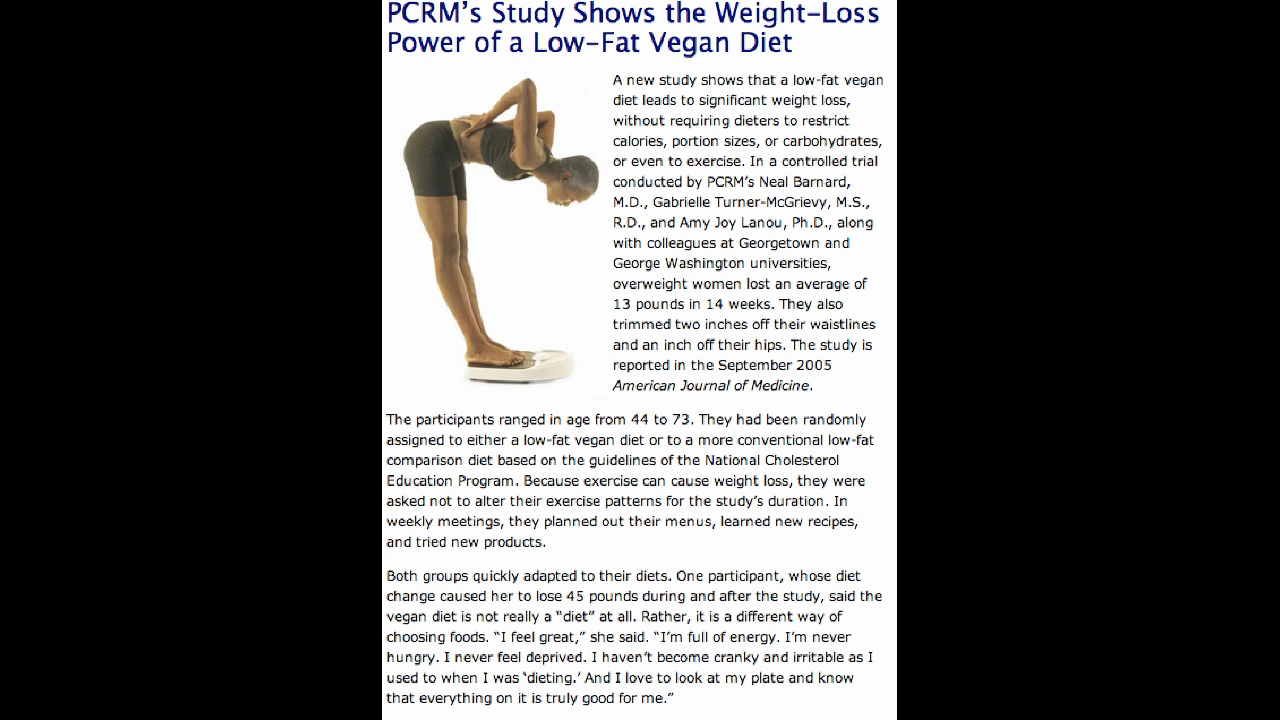 PCRM’s Study Shows the Weight–Loss
Power of a Low–Fat Vegan Diet
A new study shows that a low-fat vegan
diet leads to significant weight loss,
without requiring dieters to restrict
calories, portion sizes, or carbohydrates,
or even to exercise. In a controlled trial
conducted by PCRM’s Neal Barnard,
M.D., Gabrielle Turner-McGrievy, M.S.,
R.D., and Amy Joy Lanou, Ph.D., along
with colleagues at Georgetown and
George Washington universities,
overweight women lost an average of
13 pounds in 14 weeks. They also
trimmed two inches off their waistlines
and an inch off their hips. The study is
reported in the September 2005
American Journal of Medicine.
The participants ranged in age from 44 to 73. They had been randomly
assigned to either a low-fat vegan diet or to a more conventional low-fat
comparison diet based on the guidelines of the National Cholesterol
Education Program. Because exercise can cause weight loss, they were
asked not to alter their exercise patterns for the study’s duration. In
weekly meetings, they planned out their menus, learned new recipes,
and tried new products.
Both groups quickly adapted to their diets. One participant, whose diet
change caused her to lose 45 pounds during and after the study, said the
vegan diet is not really a “diet” at all. Rather, it is a different way of
choosing foods. “I feel great,” she said. “I’m full of energy. I’m never
hungry. I never feel deprived. I haven’t become cranky and irritable as I
used to when I was ‘dieting.’ And I love to look at my plate and know
that everything on it is truly good for me.”